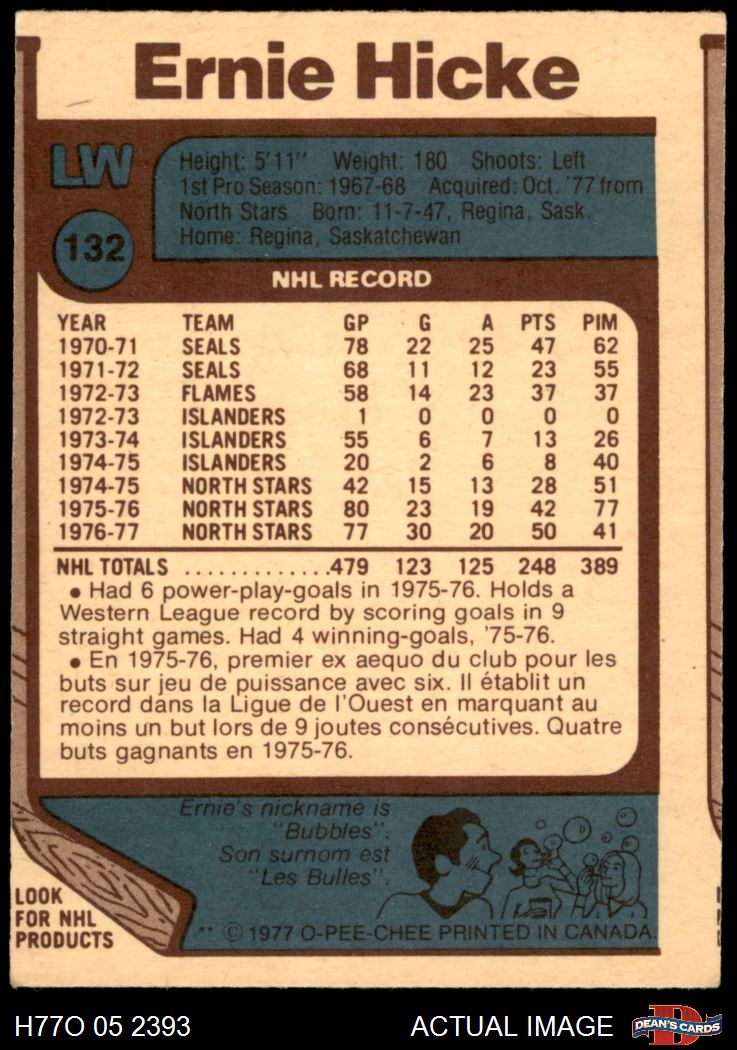 Ernie Hicke
LW
Height: 5'11" Weight: 180 Shoots: Left
1st Pro Season: 1967-68 Acquired: Oct. '77 from
North Stars Born: 11-7-47, Regina, Sask.
Home: Regina, Saskatchewan
132
NHL RECORD
YEAR TEAM GP G A PTS PIM
1970-71 SEALS 78 22 25 47 62
1971-72 SEALS 68 11 12 23 55
1972-73 FLAMES 58 14 23 37 37
1972-73 ISLANDERS 1 0 0 0 0
1973-74 ISLANDERS 55 6 7 13 26
1974-75 ISLANDERS 20 2 6 8 40
1974-75 NORTH STARS 42 15 13 28 51
1975-76 NORTH STARS 80 23 19 42 77
1976-77 NORTH STARS 77 30 20 50 41
NHL TOTALS .............479 123 125 248 389
• Had 6 power-play-goals in 1975-76. Holds a
Western League record by scoring goals in 9
straight games. Had 4 winning-goals, '75-76.
• En 1975-76, premier ex aequo du club pour les
buts sur jeu de puissance avec six. Il établit un
record dans la Ligue de l'Ouest en marquant au
moins un but lors de 9 joutes consécutives. Quatre
buts gagnants en 1975-76.
Ernie's nickname is
"Bubbles".
Son surnom est
"Les Bulles".
LOOK
FOR NHL
PRODUCTS
** © 1977 O-PEE-CHEE PRINTED IN CANADA.
H77O 05 2393
ACTUAL IMAGE
DEAN'S CARDS